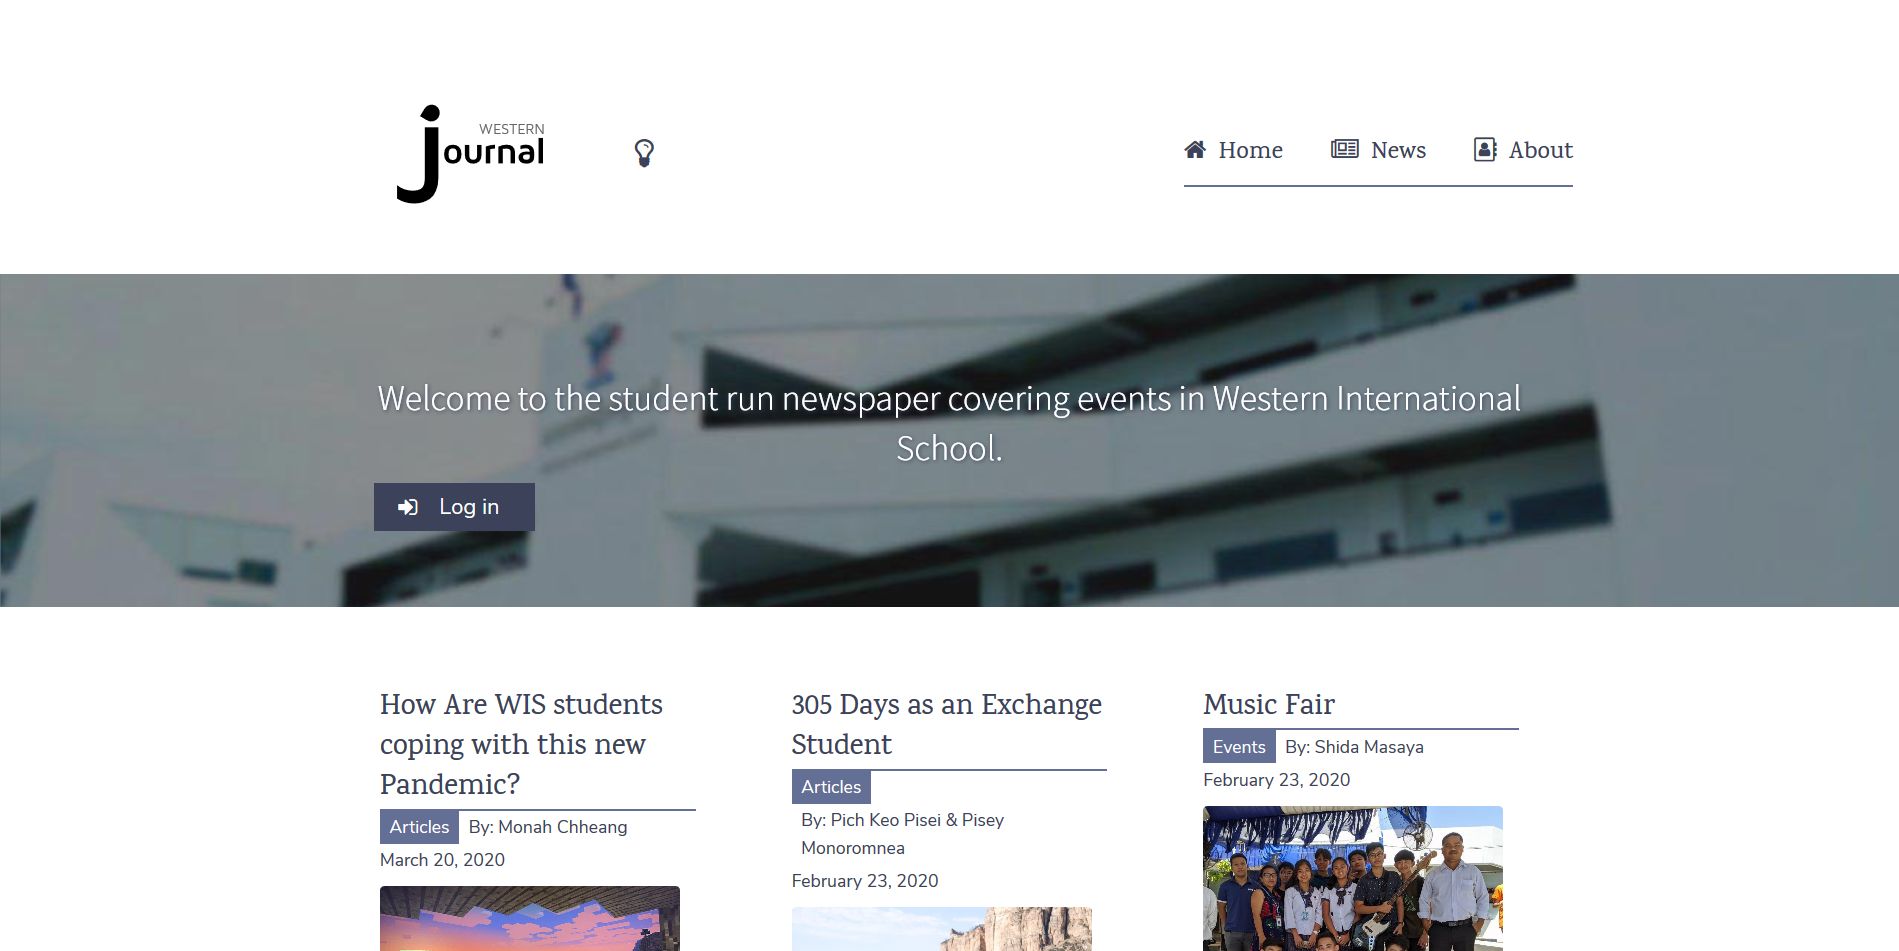 WESTERN
Journal
Home
News
About
Welcome to the student run newspaper covering events in Western International
School.
Log in
How Are WIS students
coping with this new
Pandemic?
Articles By: Monah Chheang
March 20, 2020
305 Days as an Exchange
Student
Articles
By: Pich Keo Pisei & Pisey
Monoromnea
February 23, 2020
Music Fair
Events By: Shida Masaya
February 23, 2020